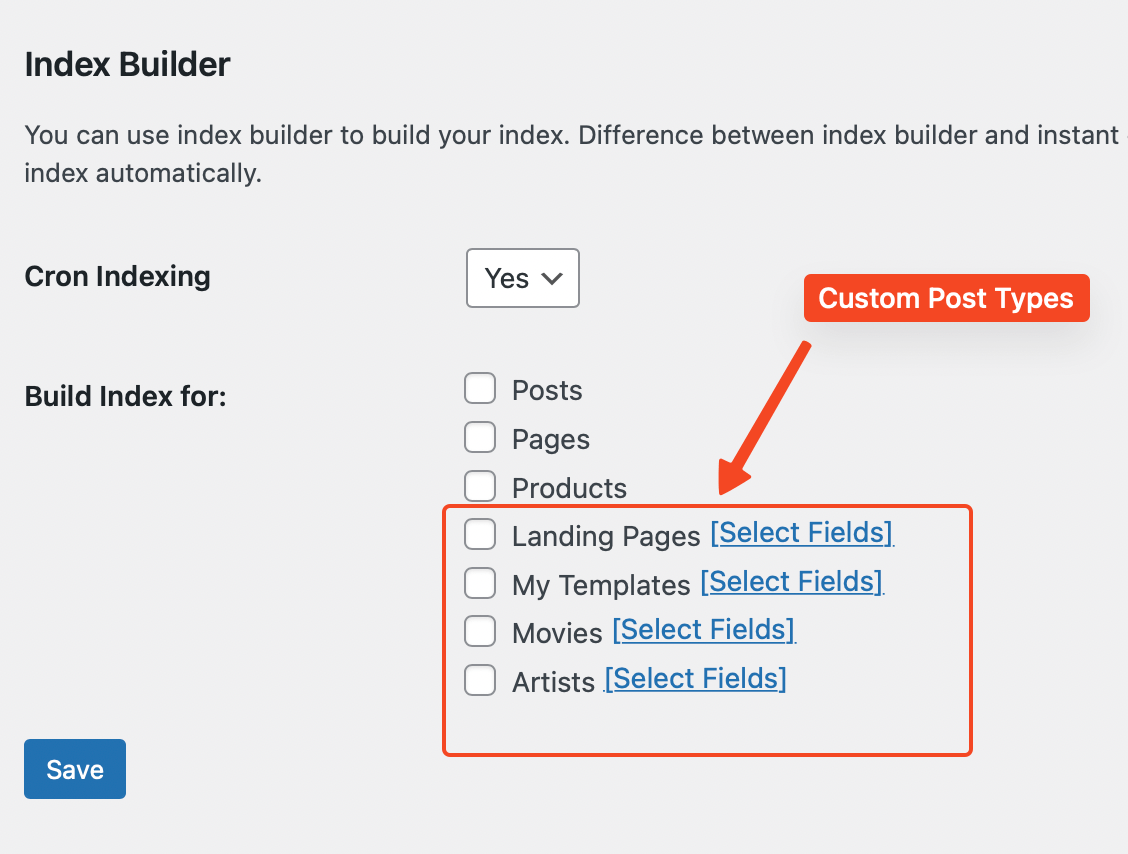 Index Builder
You can use index builder to build your index. Difference between index builder and instant
index automatically.
Cron Indexing
Yes
Custom Post Types
Build Index for:
Posts
Pages
Products
Landing Pages [Select Fields]
My Templates [Select Fields]
Movies [Select Fields]
Artists [Select Fields]
Save